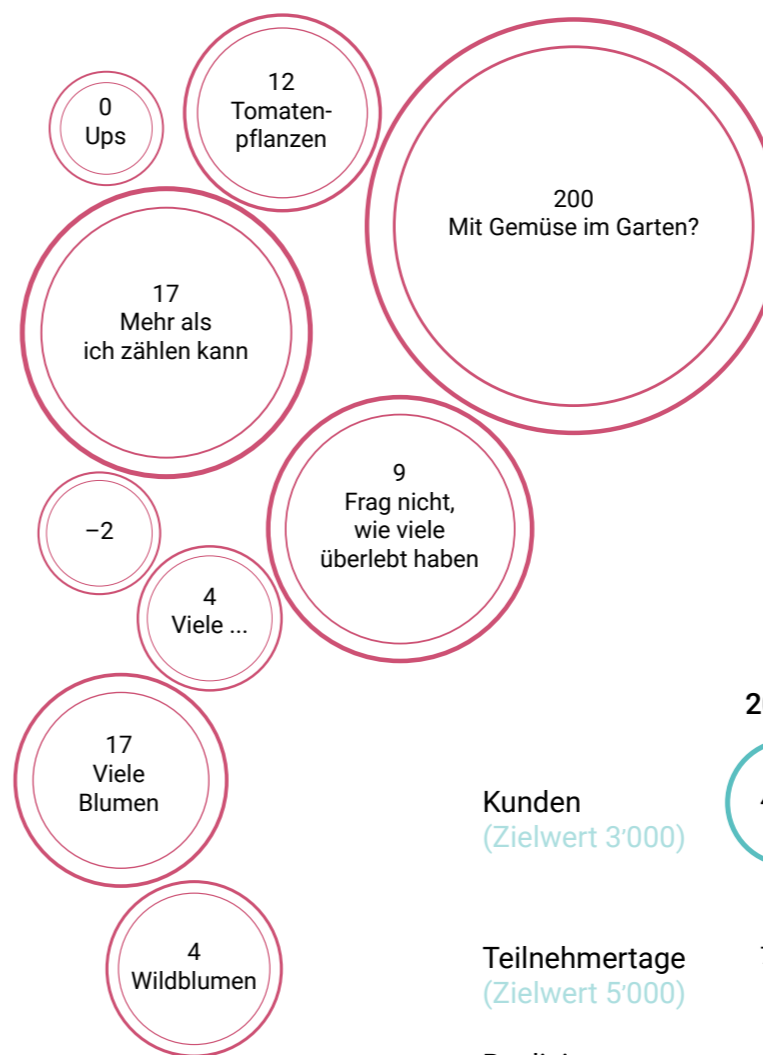 0
Ups
12
Tomaten-
pflanzen
200
Mit Gemüse im Garten?
17
Mehr als
ich zählen kann
9
Frag nicht,
wie viele
überlebt haben
–2
4
Viele ...
17
Viele
Blumen
4
Wildblumen
Kunden
(Zielwert 3’000)
Teilnehmertage
(Zielwert 5’000)